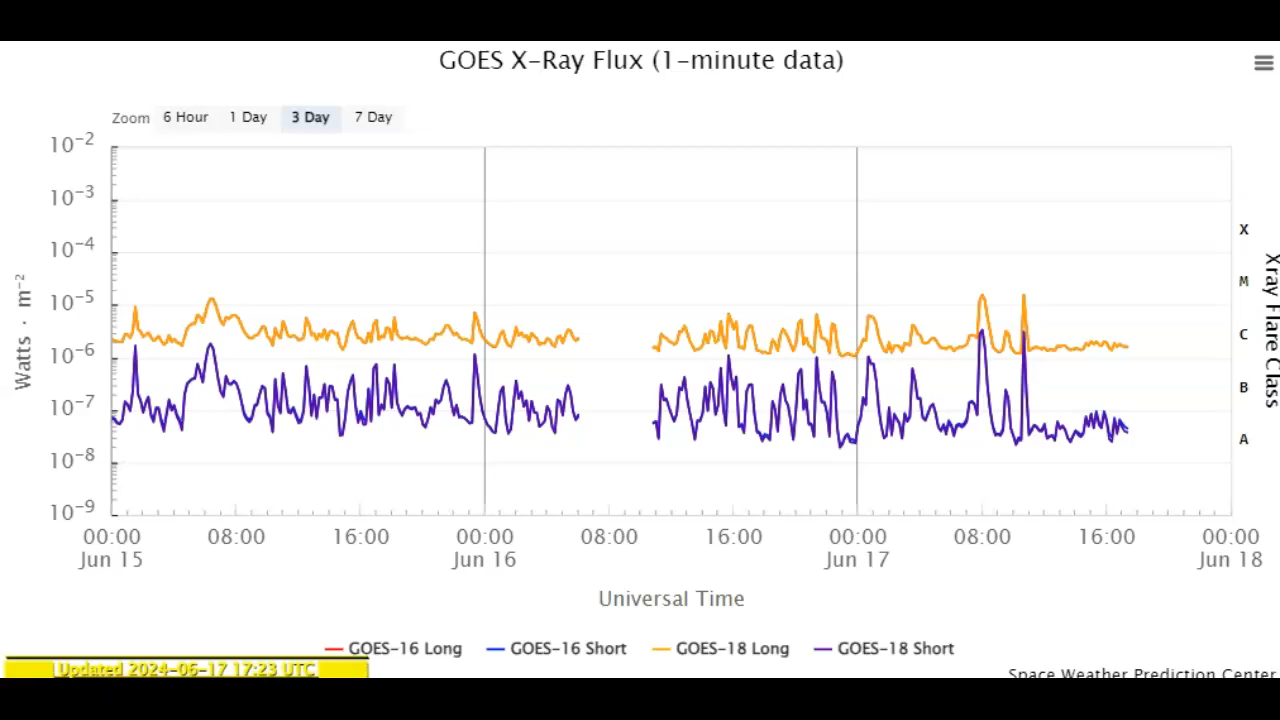 GOES X-Ray Flux (1-minute data)
Zoom 6 Hour 1 Day 3 Day 7 Day
10⁻²
10⁻³
10⁻⁴
10⁻⁵
10⁻⁶
10⁻⁷
10⁻⁸
10⁻⁹
Watts · m⁻²
X
M
C
B
A
Xray Flare Class
00:00 08:00 16:00 00:00 08:00 16:00 00:00 08:00 16:00 00:00
Jun 15 Jun 16 Jun 17 Jun 18
Universal Time
GOES-16 Long GOES-16 Short GOES-18 Long GOES-18 Short
Updated 2024-06-17 17:23 UTC
Space Weather Prediction Center